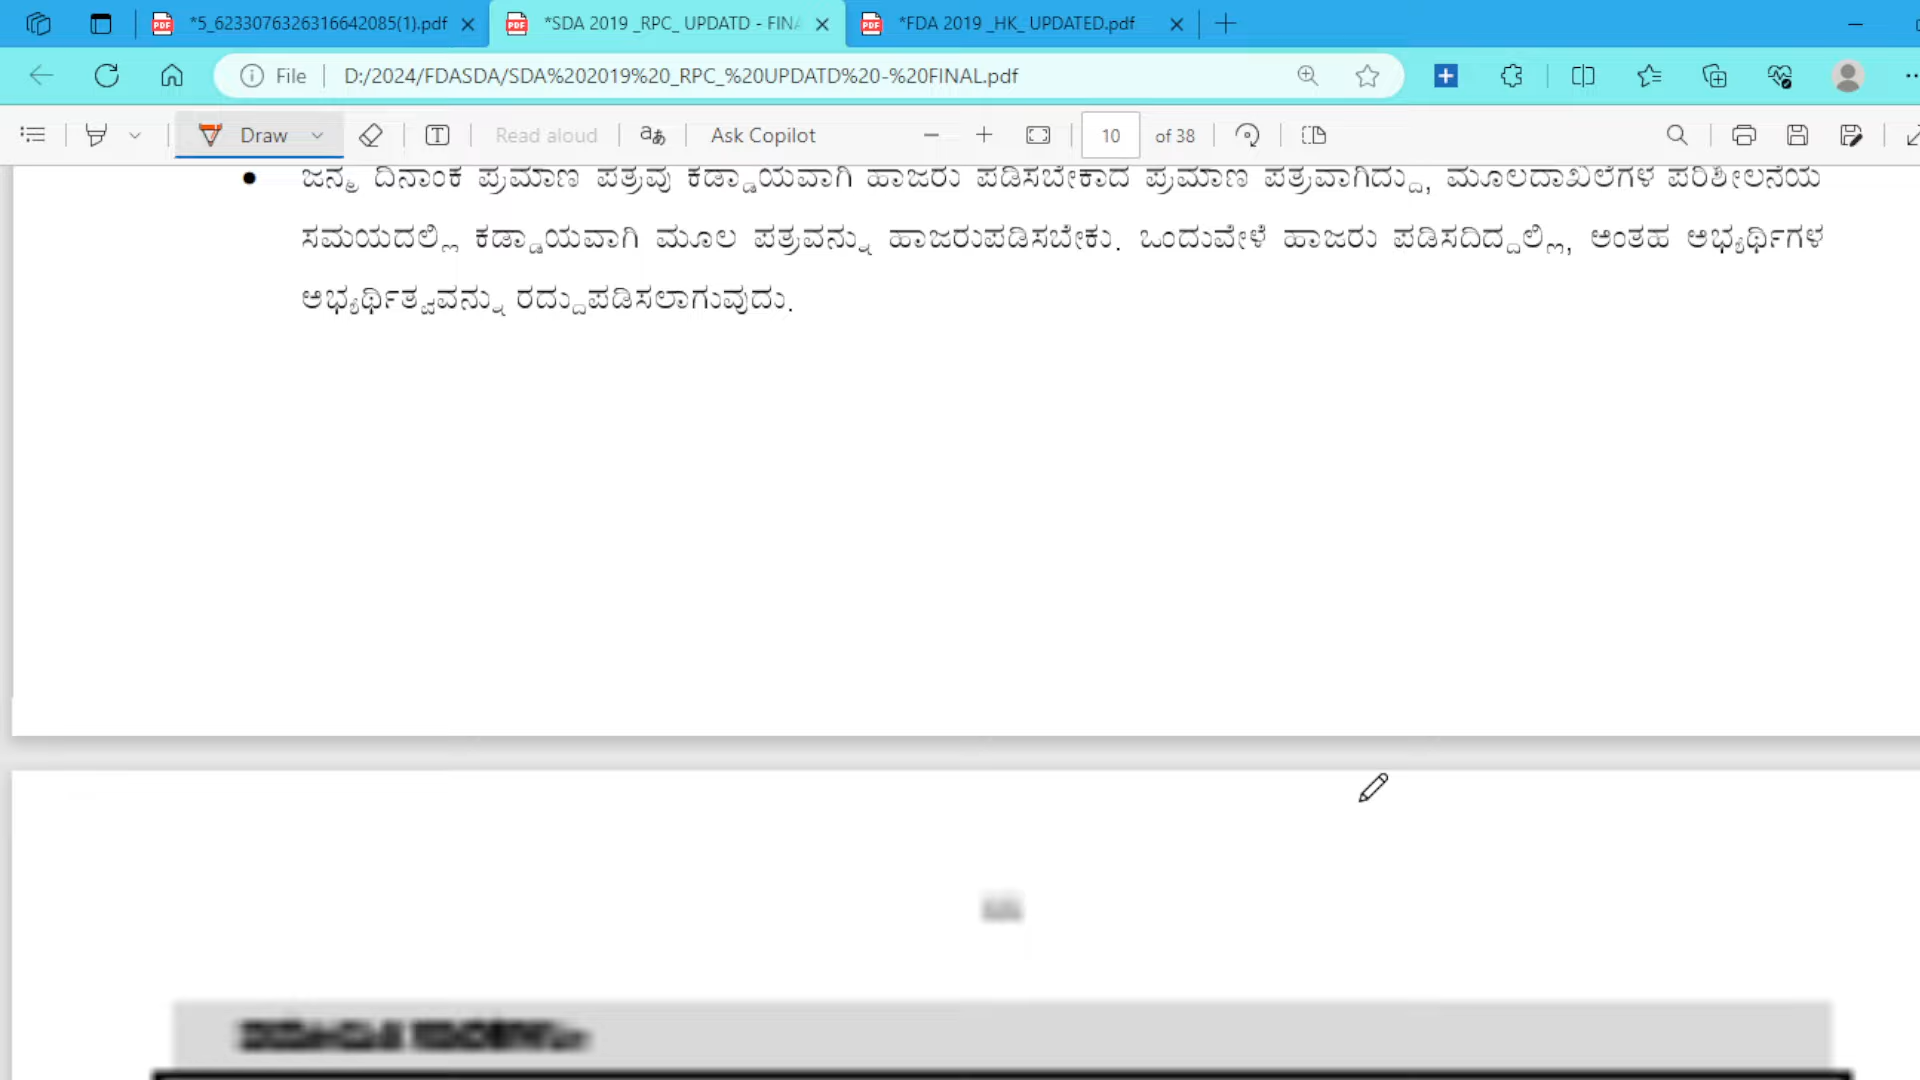 *5_6233076326316642085(1).pdf
*SDA 2019 _RPC_ UPDATD - FINA
*FDA 2019 _HK_ UPDATED.pdf
File D:/2024/FDASDA/SDA%202019%20_RPC_%20UPDATD%20-%20FINAL.pdf
Draw Read aloud aあ Ask Copilot 10 of 38
• ಜನ್ಮ ದಿನಾಂಕ ಪ್ರಮಾಣ ಪತ್ರವು ಕಡ್ಡಾಯವಾಗಿ ಹಾಜರು ಪಡಿಸಬೇಕಾದ ಪ್ರಮಾಣ ಪತ್ರವಾಗಿದ್ದು, ಮೂಲದಾಖಲೆಗಳ ಪರಿಶೀಲನೆಯ
ಸಮಯದಲ್ಲಿ ಕಡ್ಡಾಯವಾಗಿ ಮೂಲ ಪತ್ರವನ್ನು ಹಾಜರುಪಡಿಸಬೇಕು. ಒಂದುವೇಳೆ ಹಾಜರು ಪಡಿಸದಿದ್ದಲ್ಲಿ, ಅಂತಹ ಅಭ್ಯರ್ಥಿಗಳ
ಅಭ್ಯರ್ಥಿತ್ವವನ್ನು ರದ್ದುಪಡಿಸಲಾಗುವುದು.